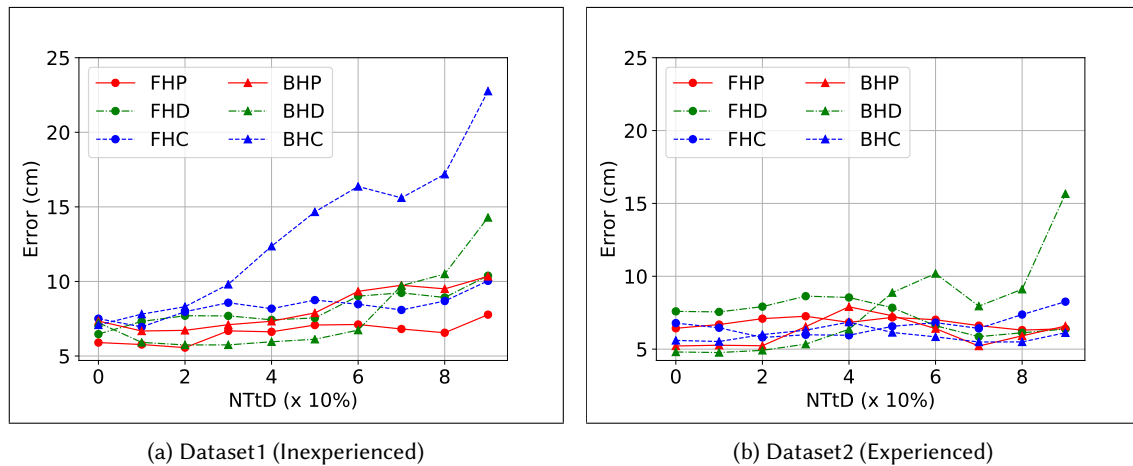 25
20
15
10
5
Error (cm)
FHP
FHD
FHC
BHP
BHD
BHC
0 2 4 6 8
NTtD (x 10%)
(a) Dataset1 (Inexperienced)
25
20
15
10
5
Error (cm)
FHP
FHD
FHC
BHP
BHD
BHC
0 2 4 6 8
NTtD (x 10%)
(b) Dataset2 (Experienced)